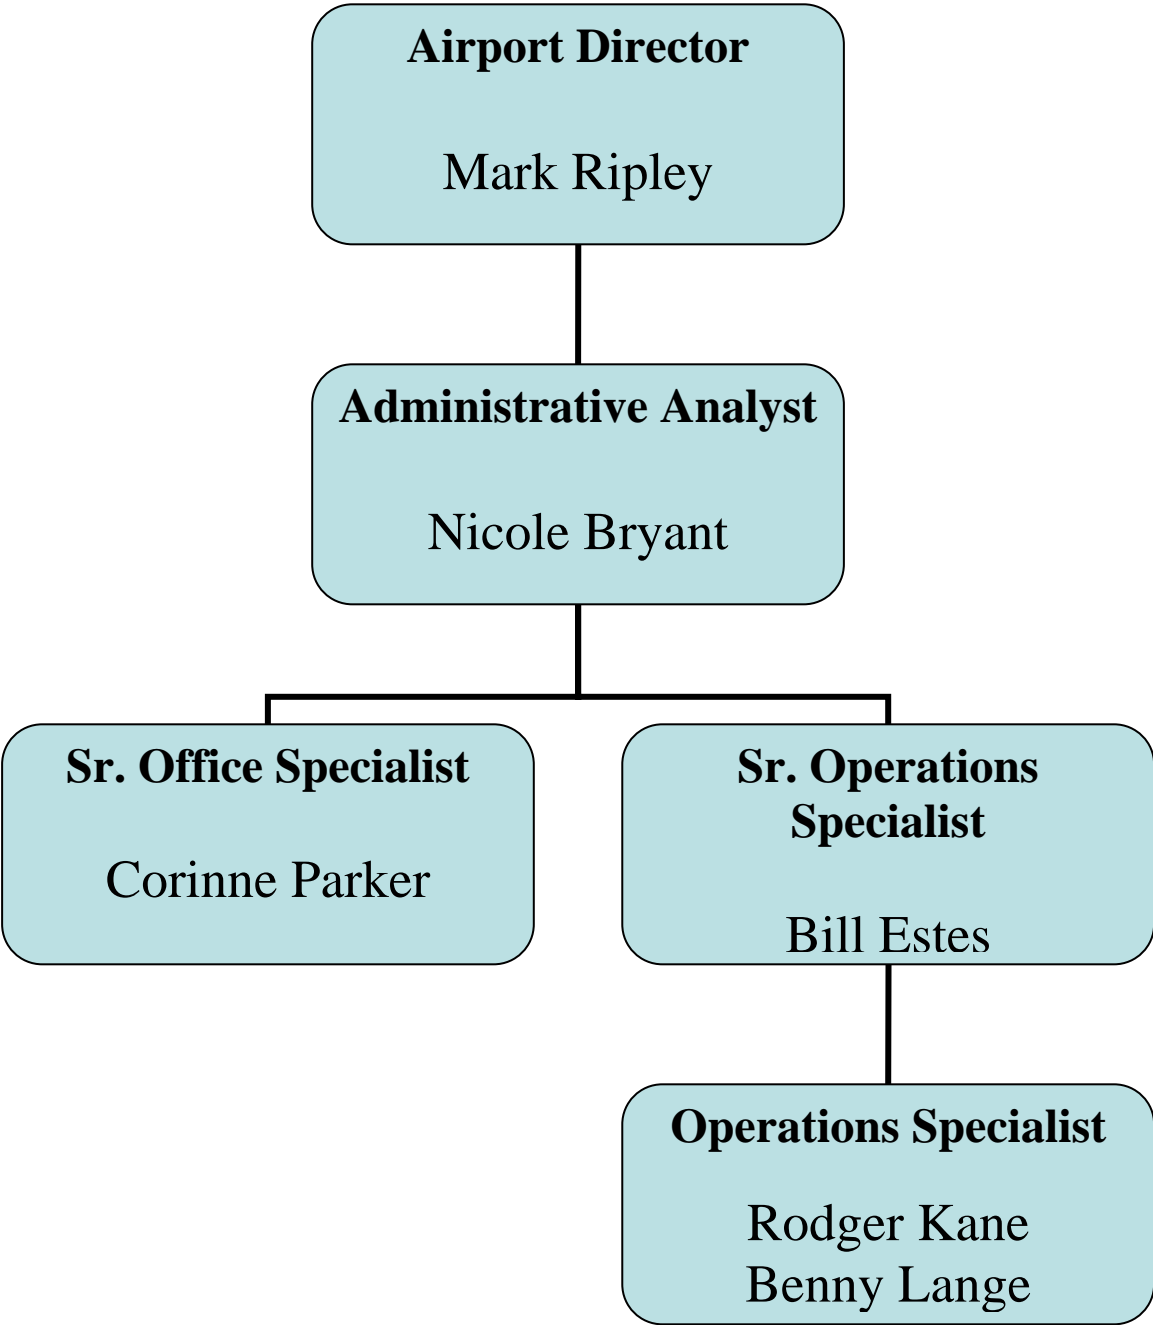 Airport Director
Mark Ripley
Administrative Analyst
Nicole Bryant
Sr. Office Specialist
Corinne Parker
Sr. Operations
Specialist
Bill Estes
Operations Specialist
Rodger Kane
Benny Lange